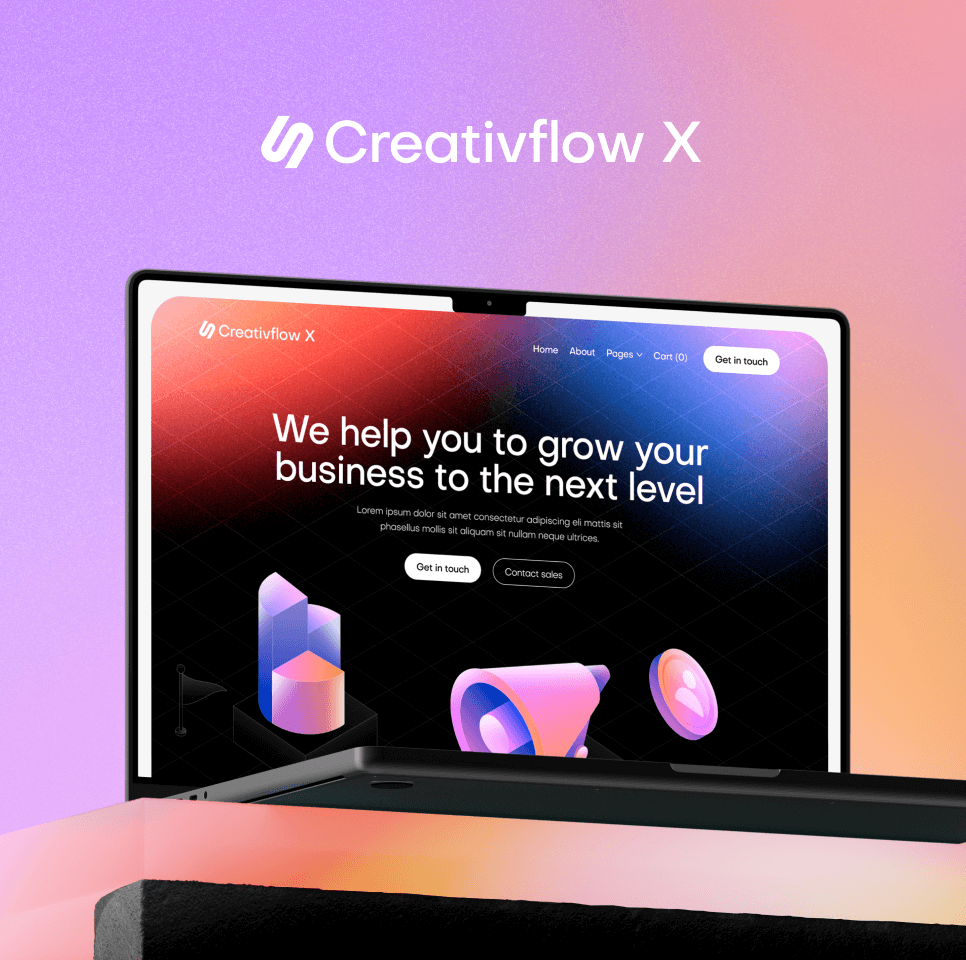 Creativflow X
Creativflow X
Home About Pages Cart (0) Get in touch
We help you to grow your
business to the next level
Lorem ipsum dolor sit amet consectetur adipiscing eli mattis sit
phasellus mollis sit aliquam sit nullam neque ultrices.
Get in touch Contact sales